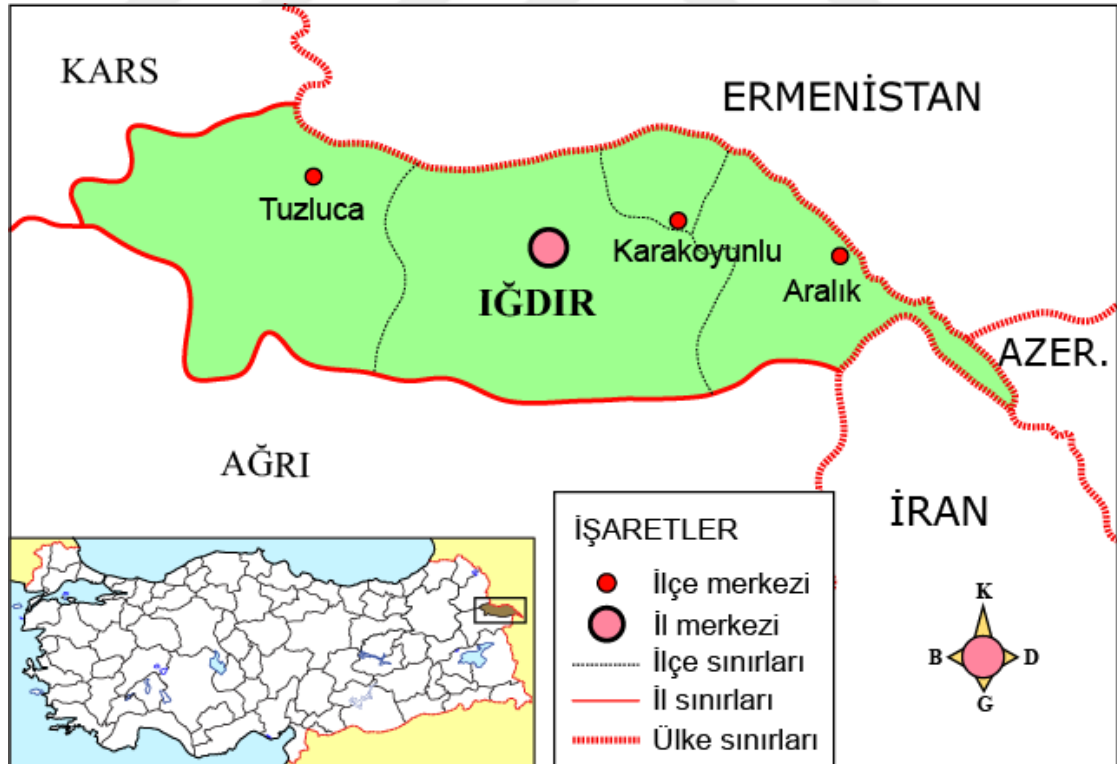 KARS
ERMENİSTAN
Tuzluca
Karakoyunlu
Aralık
IĞDIR
AZER.
AĞRI
İRAN
İŞARETLER
İlçe merkezi
İl merkezi
İlçe sınırları
İl sınırları
Ülke sınırları
K
B D
G